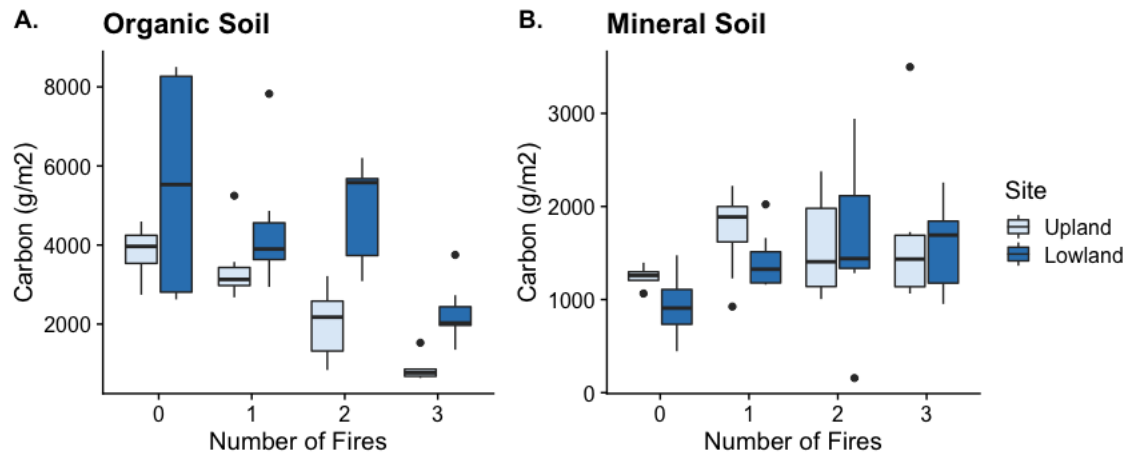 A. Organic Soil
Carbon (g/m2)
8000
6000
4000
2000
0 1 2 3
Number of Fires
B. Mineral Soil
Carbon (g/m2)
3000
2000
1000
0
0 1 2 3
Number of Fires
Site
Upland
Lowland